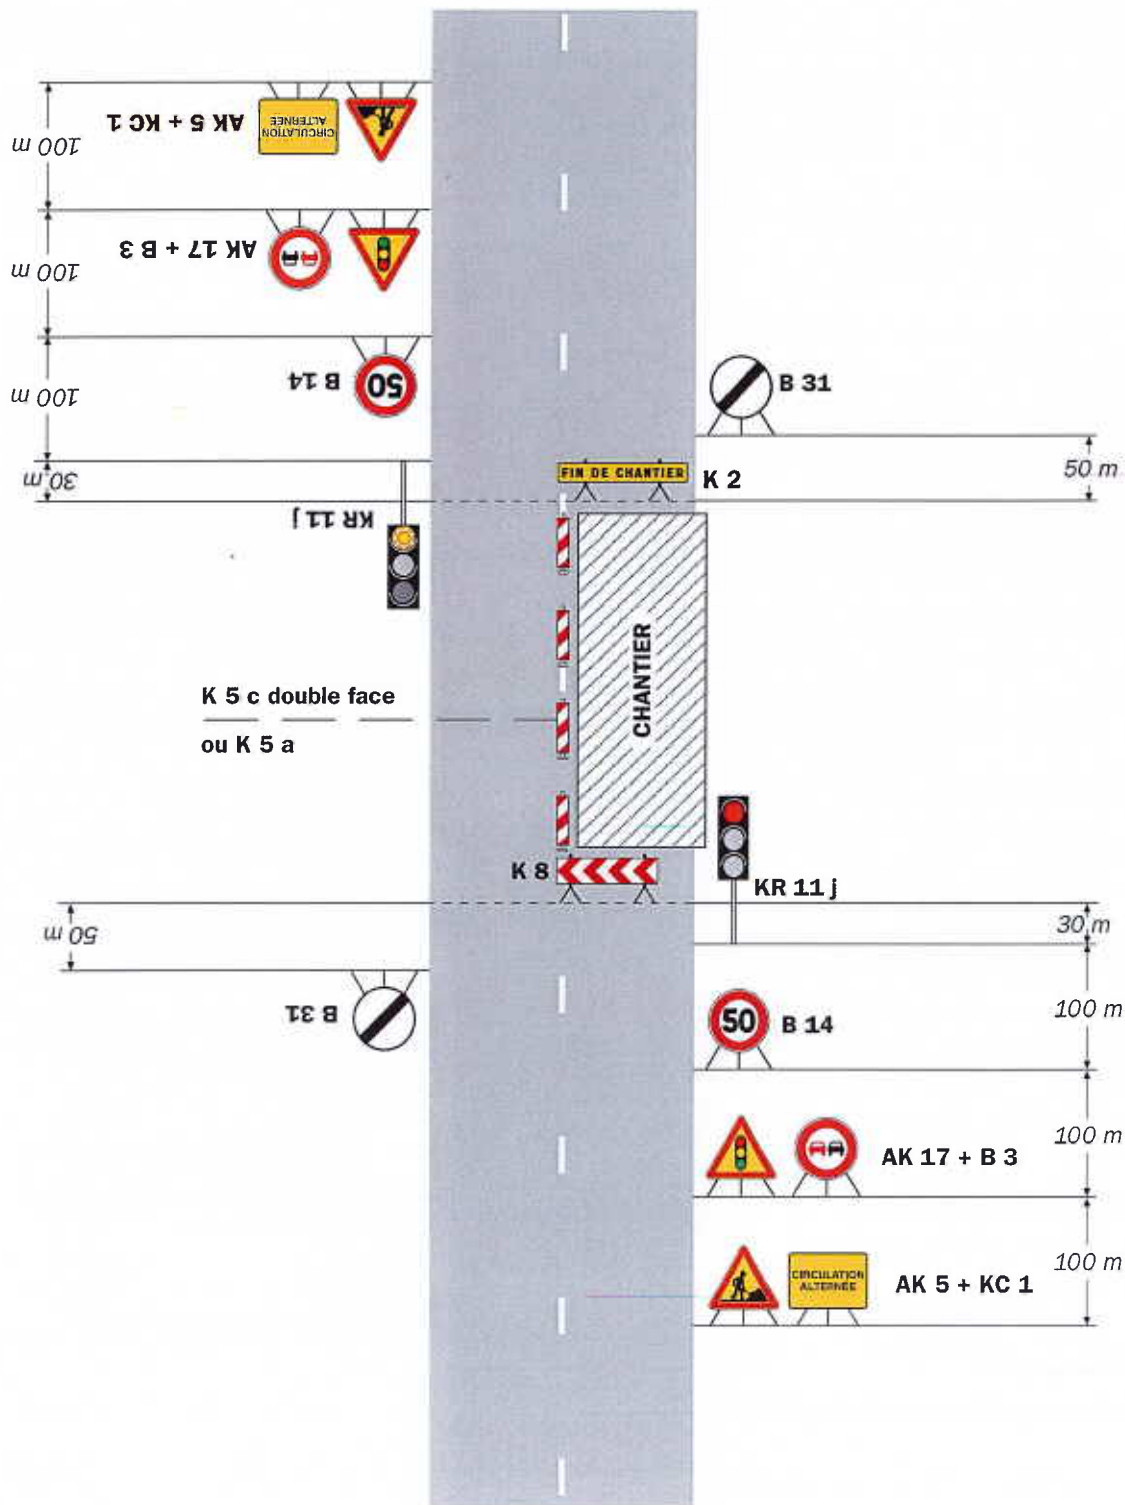 AK 5 + KC 1
CIRCULATION
ALTERNÉE
100 m
AK 17 + B 3
100 m
B 14
50
100 m
B 31
30 m
FIN DE CHANTIER
K 2
50 m
KR 11 j
CHANTIER
K 5 c double face
ou K 5 a
K 8
KR 11 j
50 m
30 m
B 31
50
B 14
100 m
AK 17 + B 3
100 m
CIRCULATION
ALTERNÉE
AK 5 + KC 1
100 m